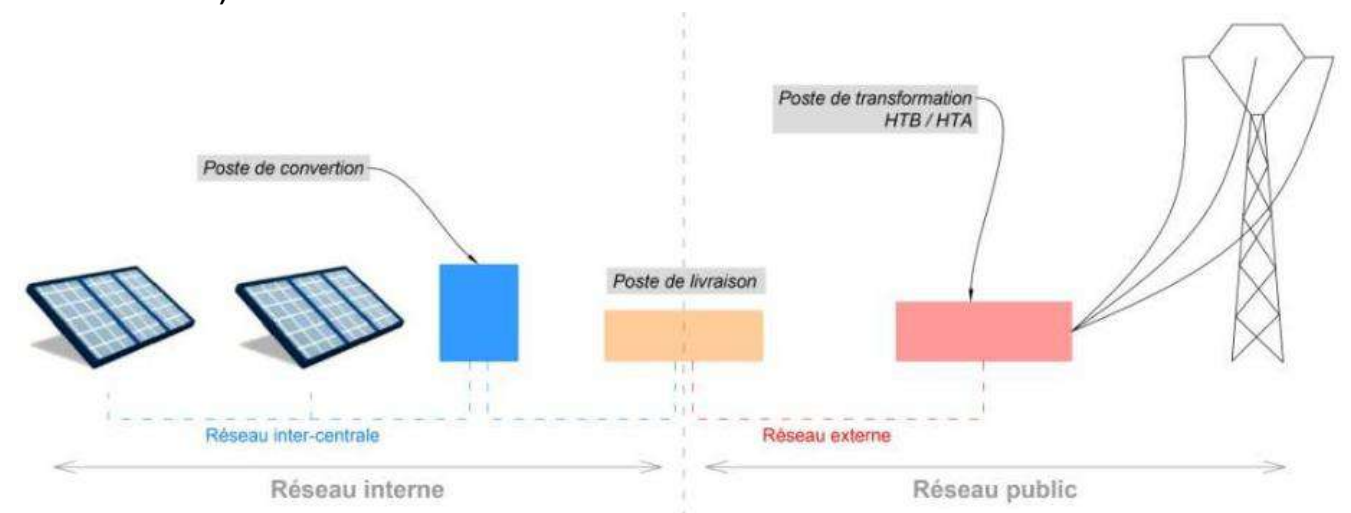 Poste de transformation
HTB / HTA
Poste de convertion
Poste de livraison
Réseau inter-centrale
Réseau externe
Réseau interne
Réseau public